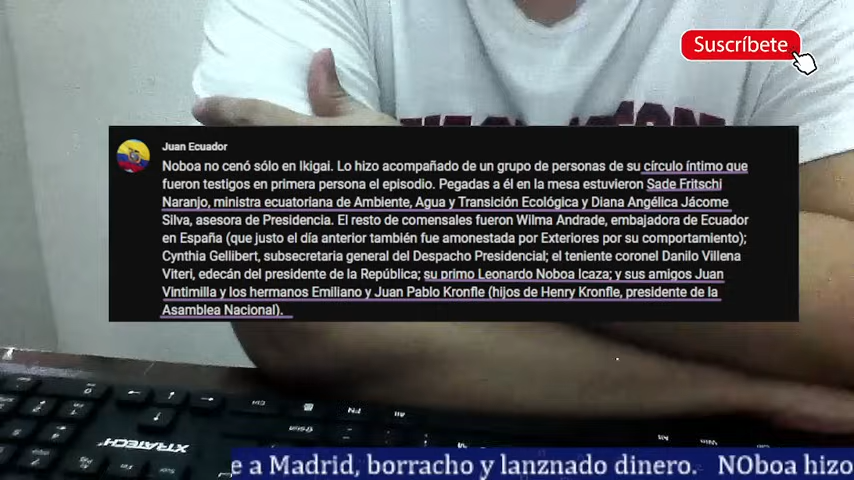 Suscríbete
Juan Ecuador
Noboa no cenó sólo en Ikigai. Lo hizo acompañado de un grupo de personas de su círculo íntimo que
fueron testigos en primera persona el episodio. Pegadas a él en la mesa estuvieron Sade Fritschi
Naranjo, ministra ecuatoriana de Ambiente, Agua y Transición Ecológica y Diana Angélica Jácome
Silva, asesora de Presidencia. El resto de comensales fueron Wilma Andrade, embajadora de Ecuador
en España (que justo el día anterior también fue amonestada por Exteriores por su comportamiento);
Cynthia Gellibert, subsecretaria general del Despacho Presidencial; el teniente coronel Danilo Villena
Viteri, edecán del presidente de la República; su primo Leonardo Noboa Icaza; y sus amigos Juan
Vintimilla y los hermanos Emiliano y Juan Pablo Kronfle (hijos de Henry Kronfle, presidente de la
Asamblea Nacional).
XTRATECH
e a Madrid, borracho y lanznado dinero. NOboa hizo